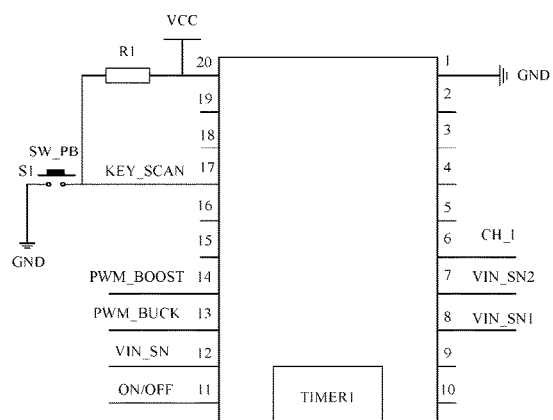 VCC
R1
20
1
GND
19
2
18
3
SW_PB
S1
KEY_SCAN
17
4
16
5
GND
15
6
CH_1
PWM_BOOST
14
7
VIN_SN2
PWM_BUCK
13
8
VIN_SN1
VIN_SN
12
9
ON/OFF
11
10
TIMER1